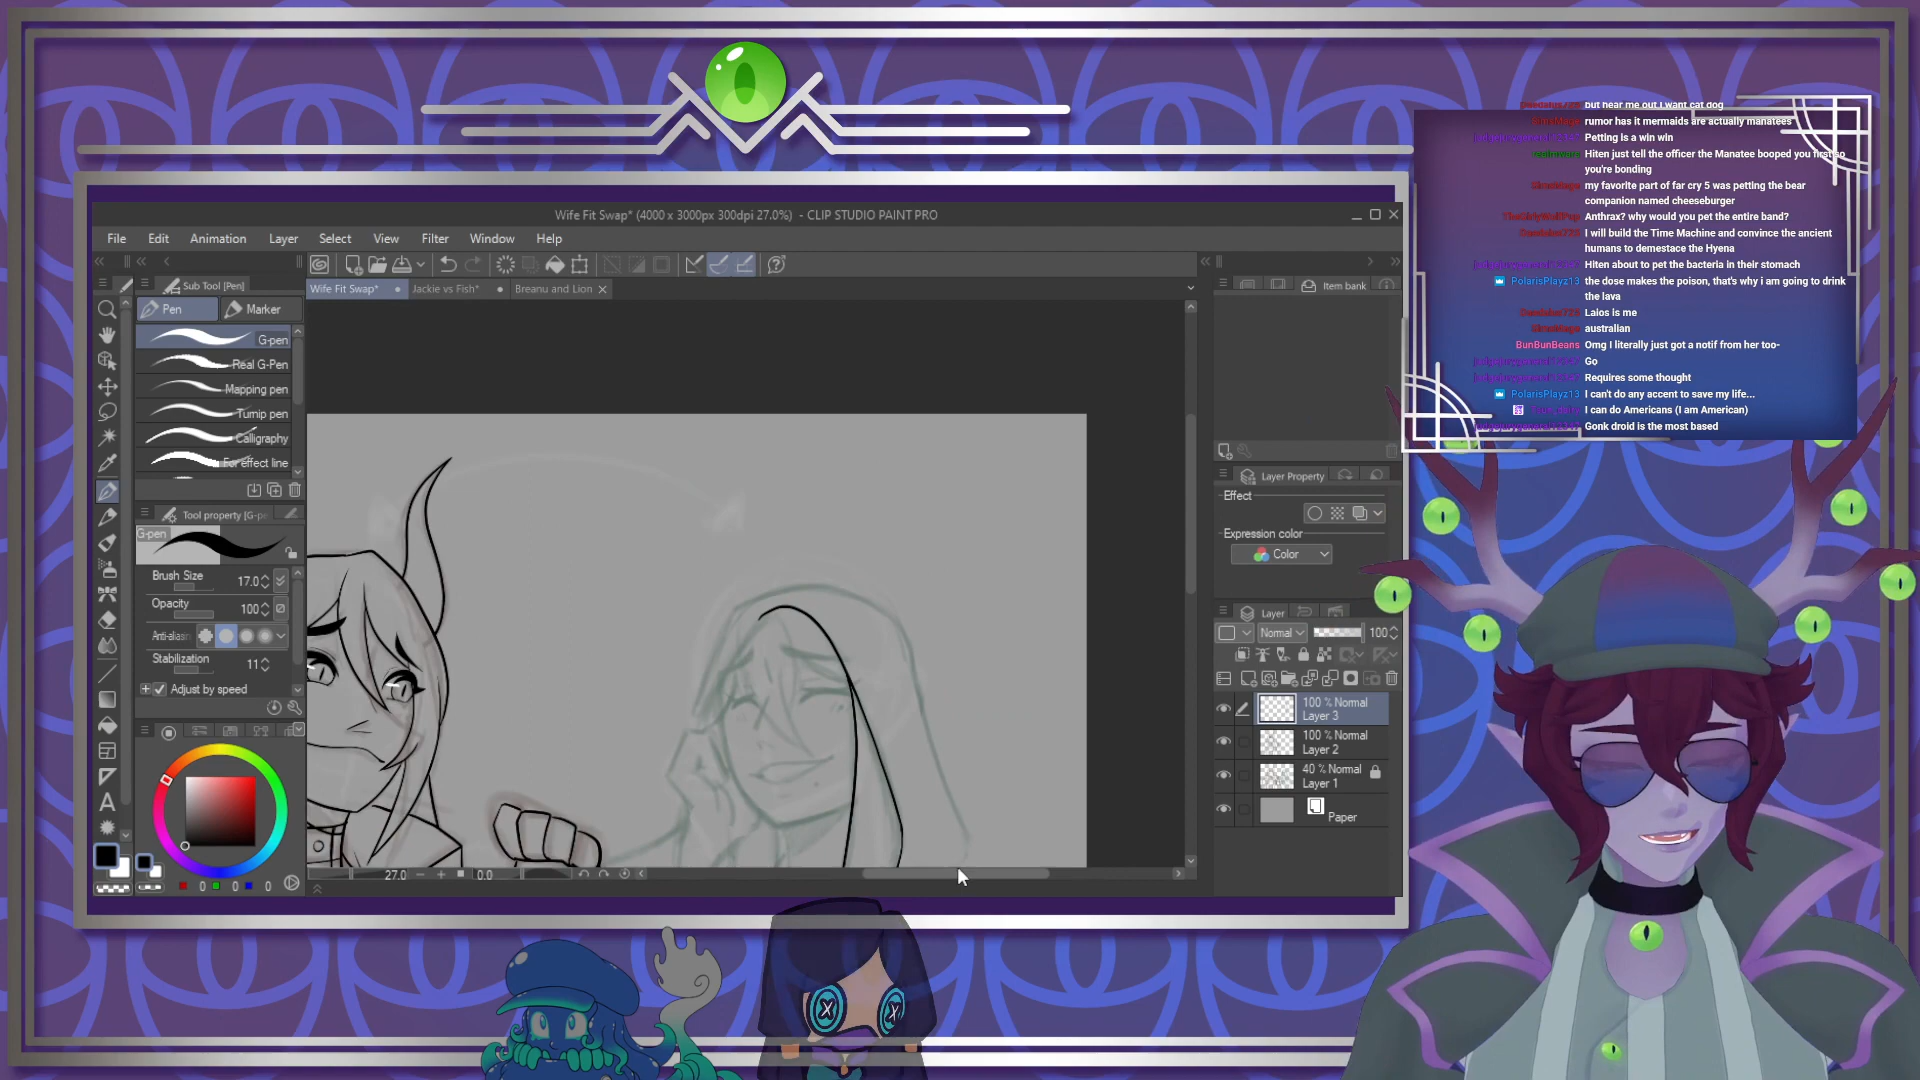 but hear me out I want cat dog
rumor has it mermaids are actually manatees
Petting is a win win
Hiten just tell the officer the Manatee booped you first so
you're bonding
my favorite part of far cry 5 was petting the bear
companion named cheeseburger
Anthrax? why would you pet the entire band?
I will build the Time Machine and convince the ancient
humans to demestace the Hyena
Hiten about to pet the bacteria in their stomach
PolarisPlayz13 the dose makes the poison, that's why i am going to drink
the lava
Laios is me
australian
BunBunBeans Omg I literally just got a notif from her too-
Go
Requires some thought
PolarisPlayz13 I can't do any accent to save my life...
I can do Americans (I am American)
Gonk droid is the most based
Wife Fit Swap* (4000 x 3000px 300dpi 27.0%) - CLIP STUDIO PAINT PRO
File Edit Animation Layer Select View Filter Window Help
Sub Tool [Pen]
Wife Fit Swap* Jackie vs Fish* Breanu and Lion
Item bank
Pen Marker
G-pen
Real G-Pen
Mapping pen
Turnip pen
Calligraphy
For effect line
Tool property [G-pe
G-pen
Brush Size 17.0
Opacity 100
Anti-aliasin
Stabilization 11
Adjust by speed
Layer Property
Effect
Expression color
Color
Layer
Normal 100
100 % Normal
Layer 3
100 % Normal
Layer 2
40 % Normal
Layer 1
Paper
A
27.0 0.0
0 0 0